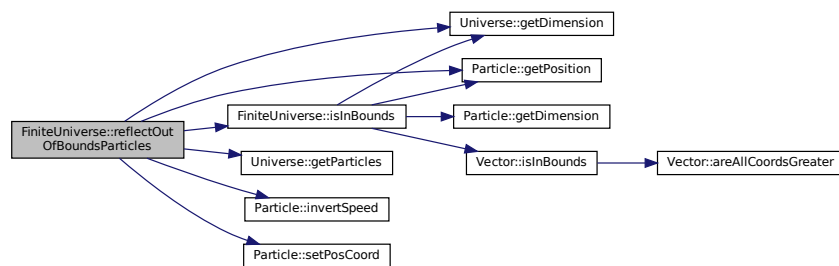 Universe::getDimension
Particle::getPosition
FiniteUniverse::reflectOut
OfBoundsParticles
FiniteUniverse::isInBounds
Particle::getDimension
Universe::getParticles
Vector::isInBounds
Vector::areAllCoordsGreater
Particle::invertSpeed
Particle::setPosCoord